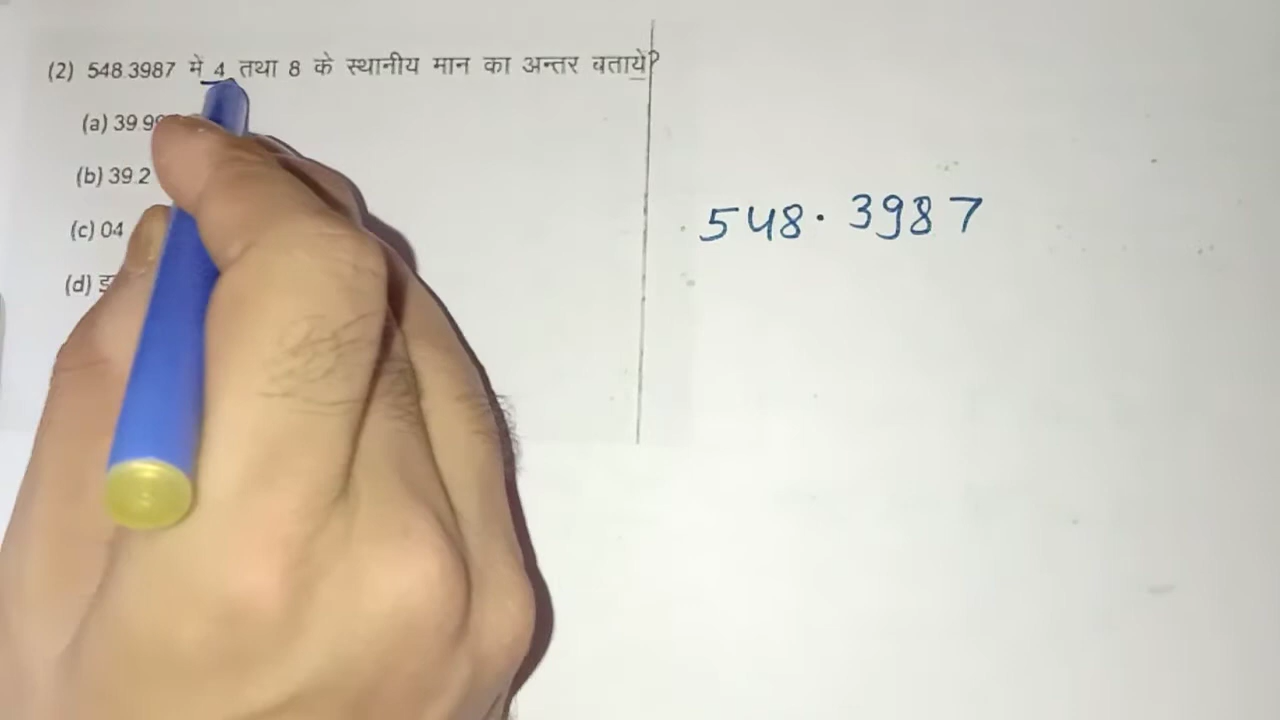 (2) 548.3987 में 4 तथा 8 के स्थानीय मान का अन्तर बताये?
(a) 39.9
(b) 39.2
(c) 04
(d)
548.3987